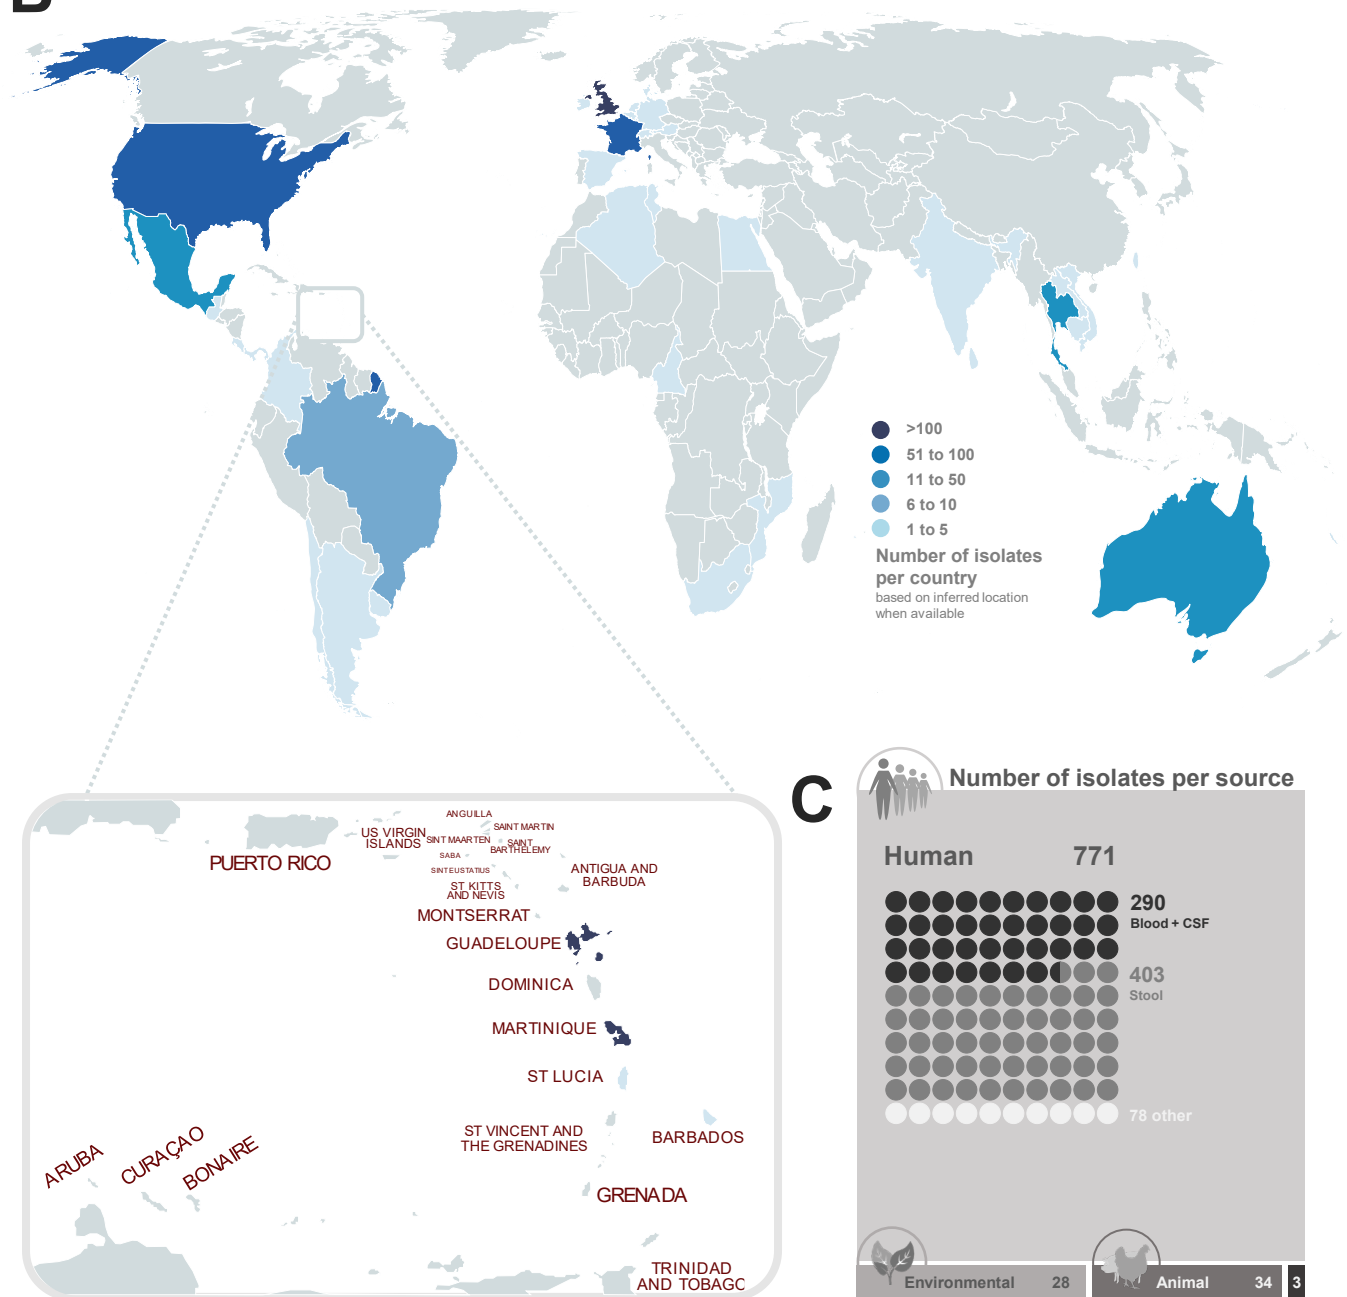 B
>100
51 to 100
11 to 50
6 to 10
1 to 5
Number of isolates
per country
based on inferred location
when available
ANGUILLA
SAINT MARTIN
US VIRGIN
ISLANDS
SINT MAARTEN
SAINT
BARTHELEMY
SABA
PUERTO RICO
SINT EUSTATIUS
ANTIGUA AND
BARBUDA
ST KITTS
AND NEVIS
MONTSERRAT
GUADELOUPE
DOMINICA
MARTINIQUE
ST LUCIA
ST VINCENT AND
THE GRENADINES
BARBADOS
ARUBA
CURAÇAO
BONAIRE
GRENADA
TRINIDAD
AND TOBAGO
C
Number of isolates per source
Human 771
290
Blood + CSF
403
Stool
78 other
Environmental 28
Animal 34
3